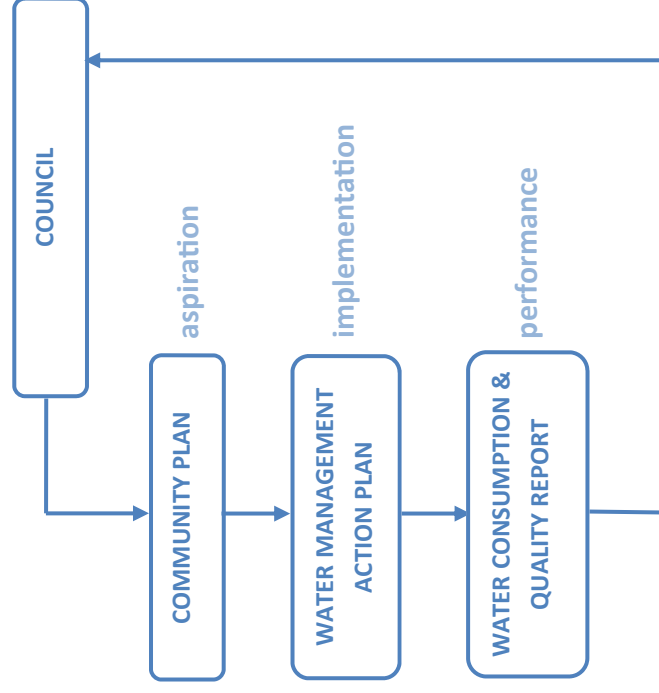 COUNCIL
COMMUNITY PLAN
aspiration
WATER MANAGEMENT
ACTION PLAN
implementation
WATER CONSUMPTION &
QUALITY REPORT
performance